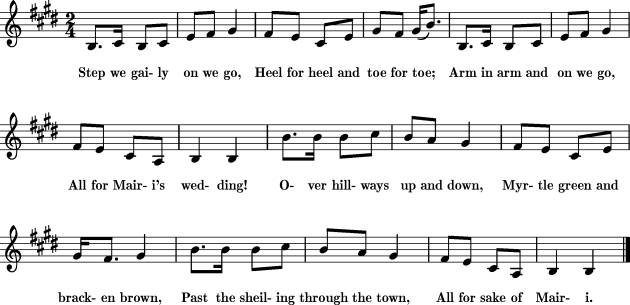 Step we gai- ly on we go, Heel for heel and toe for toe; Arm in arm and on we go,
All for Mair- i’s wed- ding! O- ver hill- ways up and down, Myr- tle green and
brack- en brown, Past the sheil- ing through the town, All for sake of Mair- i.